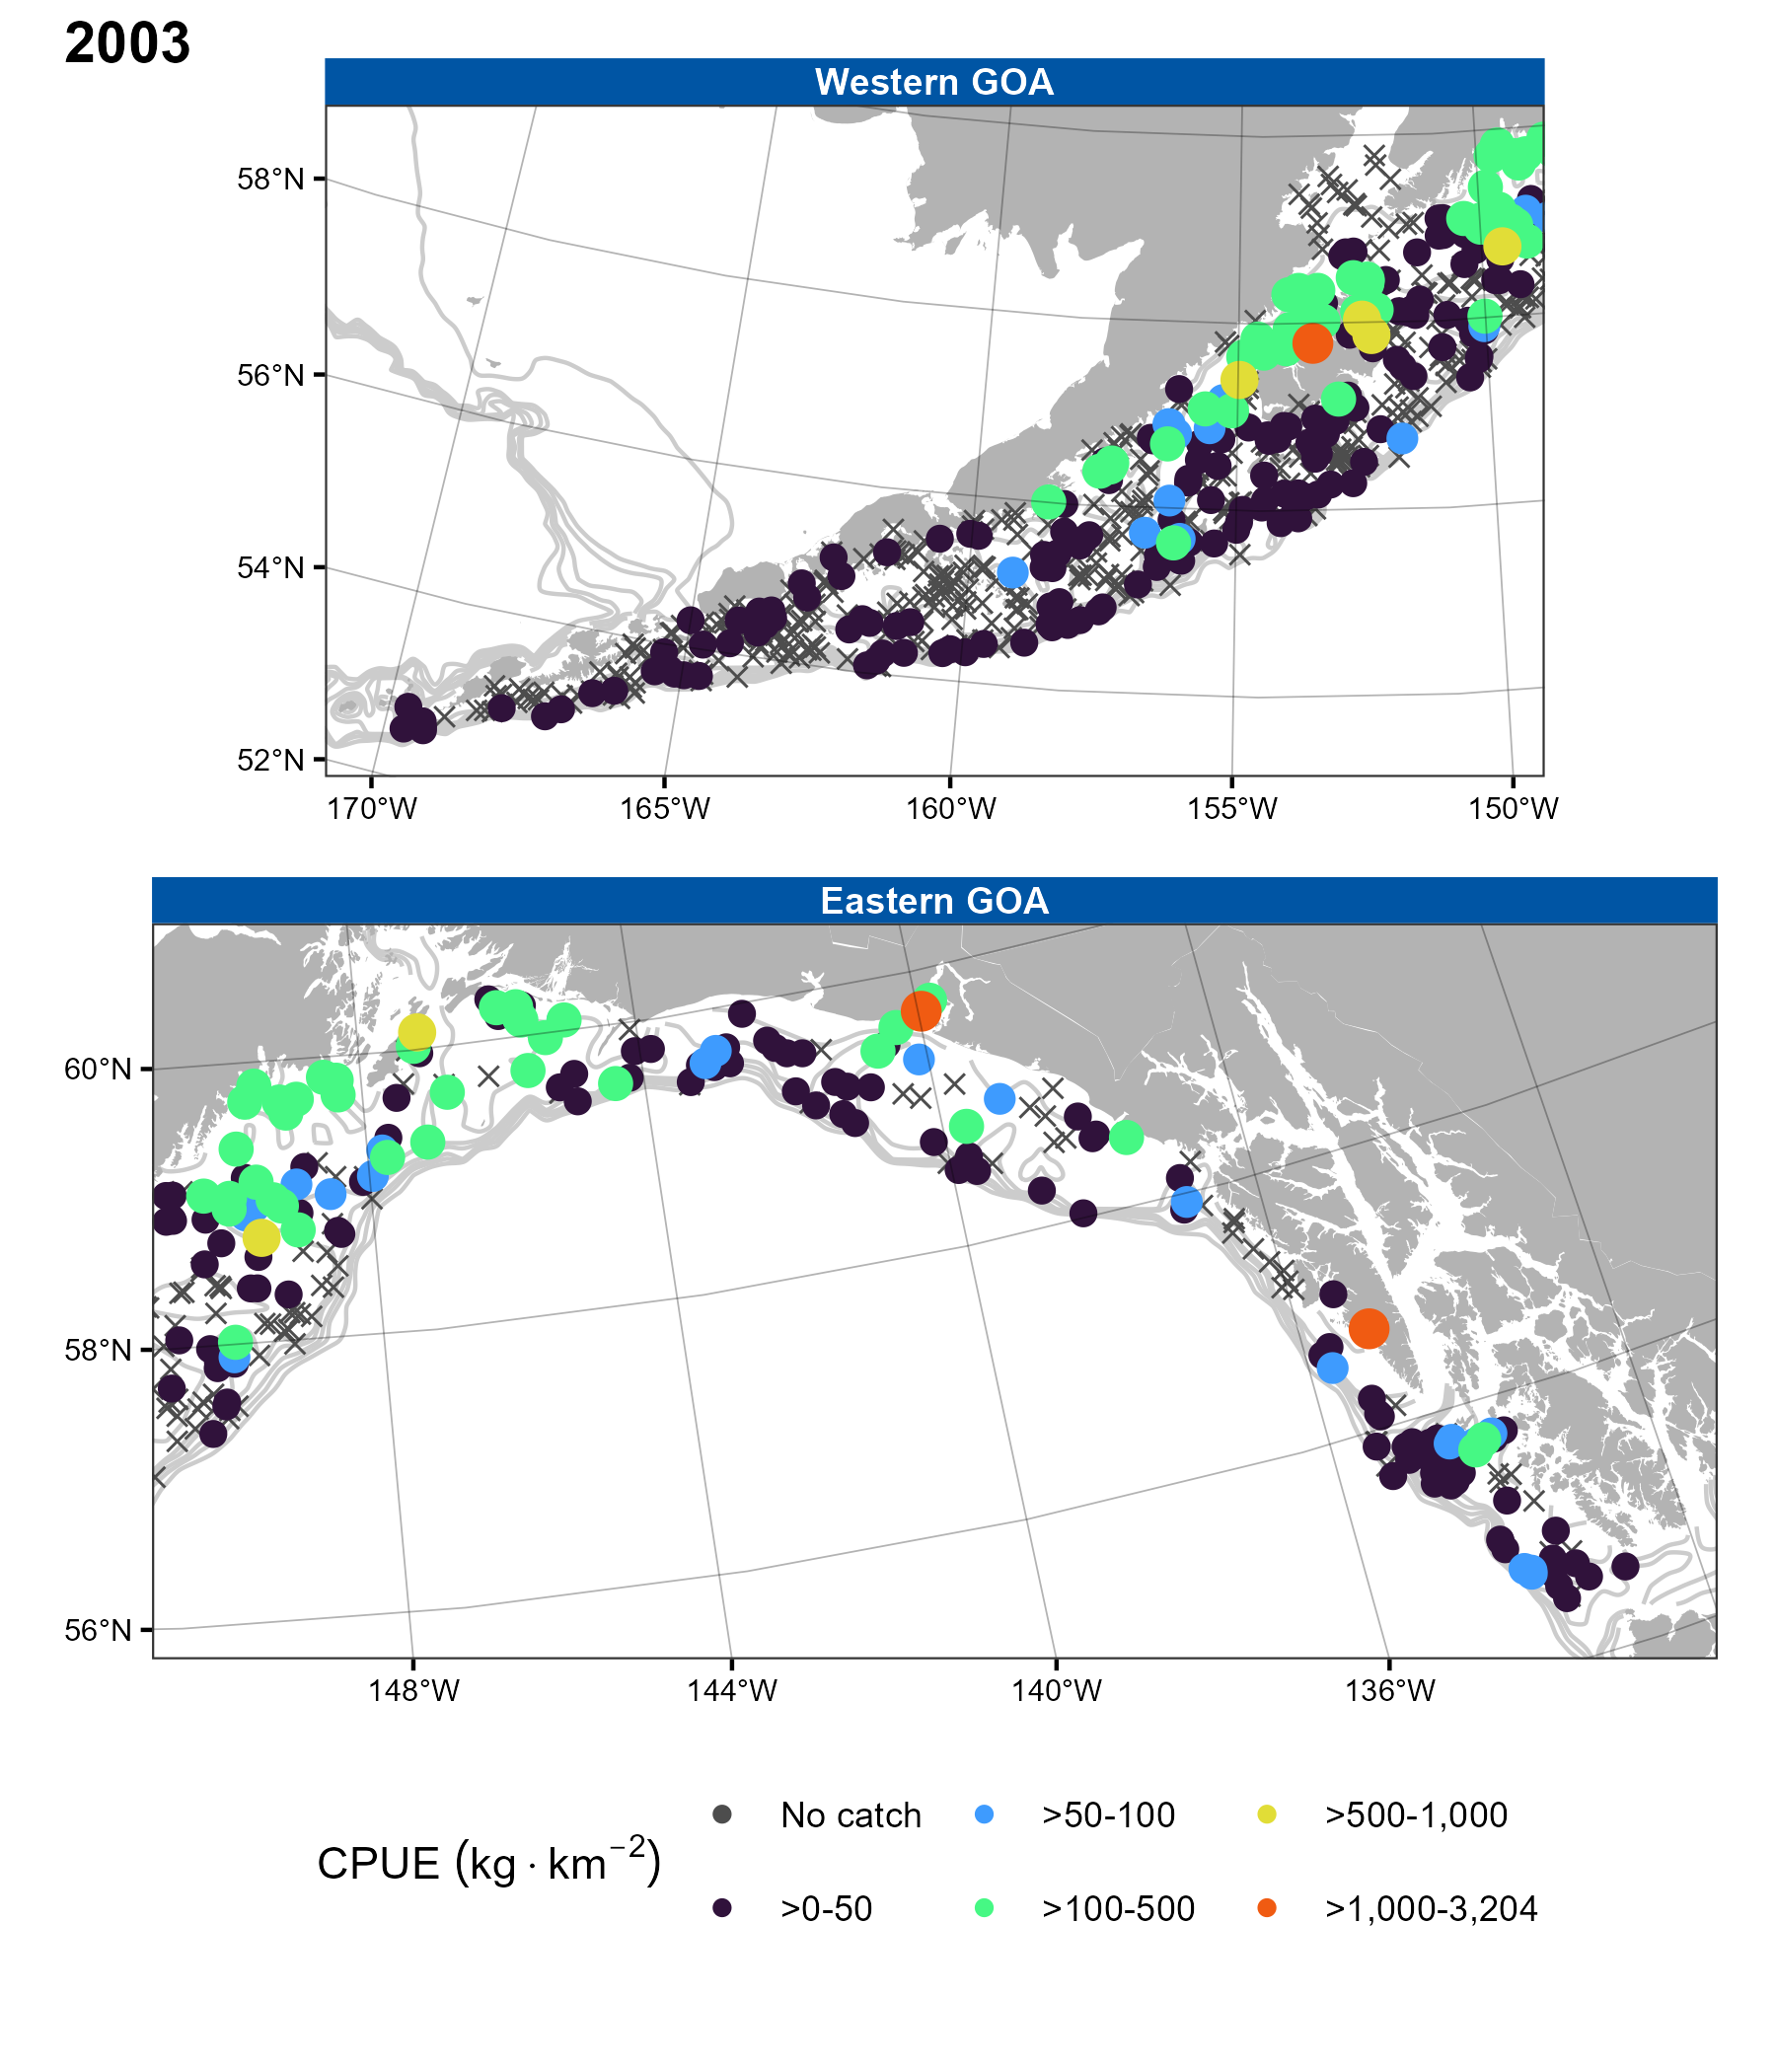 2003
Western GOA
58°N
56°N
54°N
52°N
170°W 165°W 160°W 155°W 150°W
Eastern GOA
60°N
58°N
56°N
148°W 144°W 140°W 136°W
CPUE (kg · km⁻²)
No catch >50-100 >500-1,000
>0-50 >100-500 >1,000-3,204